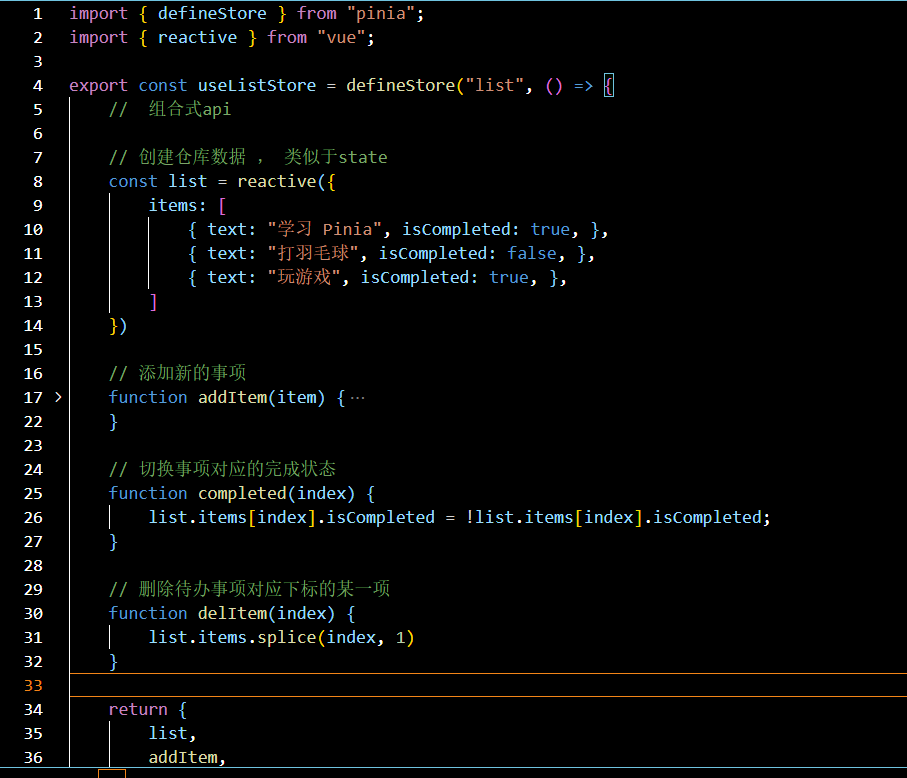 1 import { defineStore } from "pinia";
2 import { reactive } from "vue";
3
4 export const useListStore = defineStore("list", () => {
5     //  组合式api
6
7     // 创建仓库数据 ， 类似于state
8     const list = reactive({
9         items: [
10             { text: "学习 Pinia", isCompleted: true, },
11             { text: "打羽毛球", isCompleted: false, },
12             { text: "玩游戏", isCompleted: true, },
13         ]
14     })
15
16     // 添加新的事项
17 >     function addItem(item) { ⋯
22     }
23
24     // 切换事项对应的完成状态
25     function completed(index) {
26         list.items[index].isCompleted = !list.items[index].isCompleted;
27     }
28
29     // 删除待办事项对应下标的某一项
30     function delItem(index) {
31         list.items.splice(index, 1)
32     }
33
34     return {
35         list,
36         addItem,